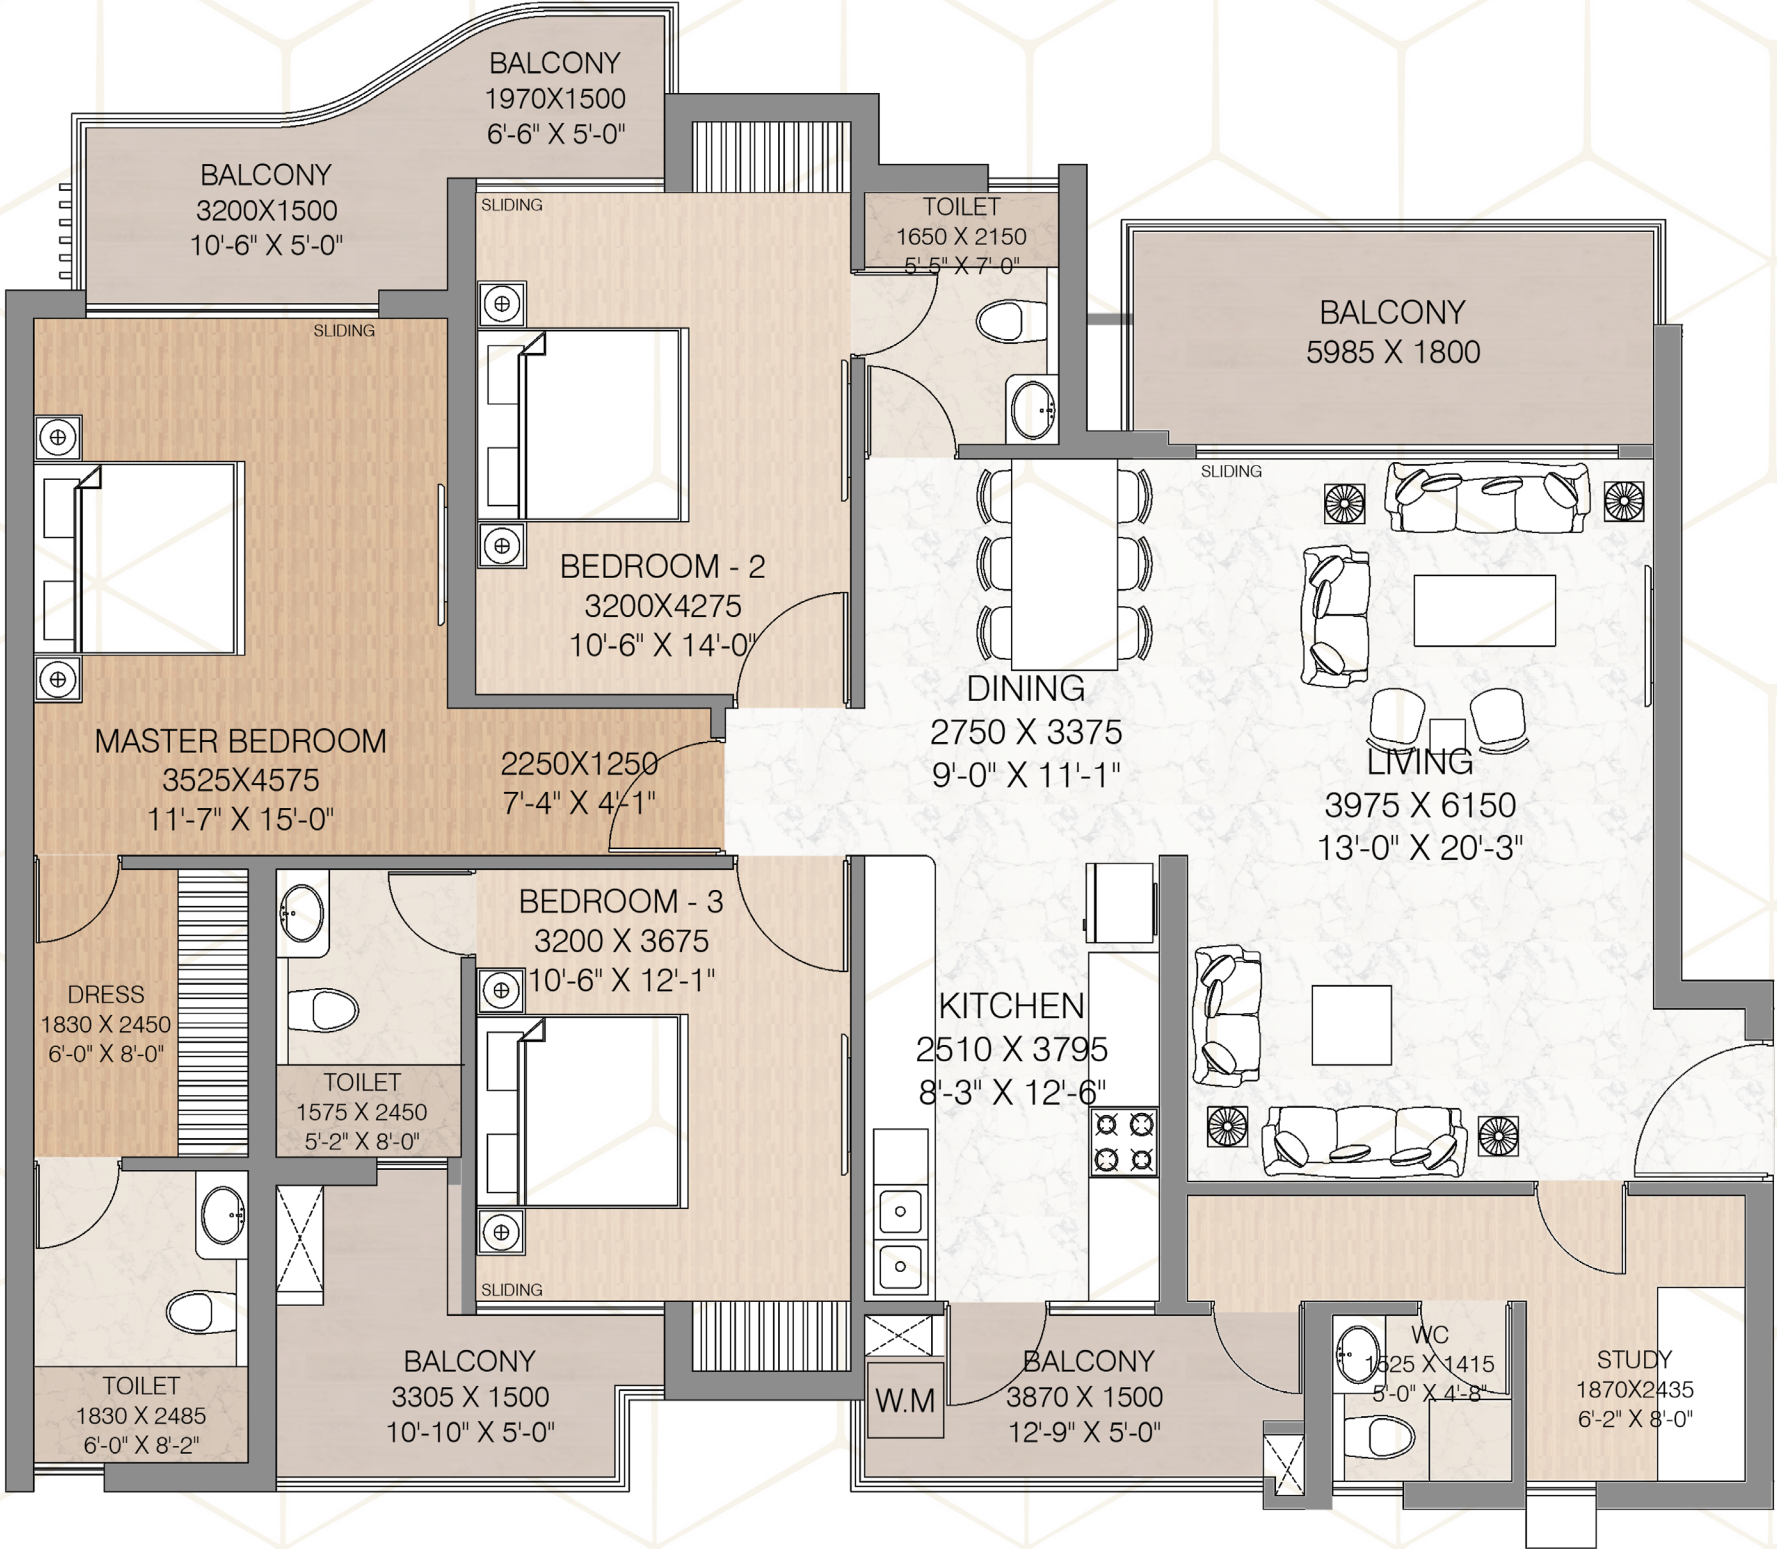 BALCONY
1970X1500
6'-6" X 5'-0"
BALCONY
3200X1500
10'-6" X 5'-0"
SLIDING
TOILET
1650 X 2150
5'-5" X 7'-0"
BALCONY
5985 X 1800
SLIDING
SLIDING
BEDROOM - 2
3200X4275
10'-6" X 14'-0"
DINING
2750 X 3375
9'-0" X 11'-1"
MASTER BEDROOM
3525X4575
11'-7" X 15'-0"
2250X1250
7'-4" X 4'-1"
LIVING
3975 X 6150
13'-0" X 20'-3"
BEDROOM - 3
3200 X 3675
10'-6" X 12'-1"
DRESS
1830 X 2450
6'-0" X 8'-0"
KITCHEN
2510 X 3795
8'-3" X 12'-6"
TOILET
1575 X 2450
5'-2" X 8'-0"
SLIDING
TOILET
1830 X 2485
6'-0" X 8'-2"
BALCONY
3305 X 1500
10'-10" X 5'-0"
W.M
BALCONY
3870 X 1500
12'-9" X 5'-0"
WC
1525 X 1415
5'-0" X 4'-8"
STUDY
1870X2435
6'-2" X 8'-0"